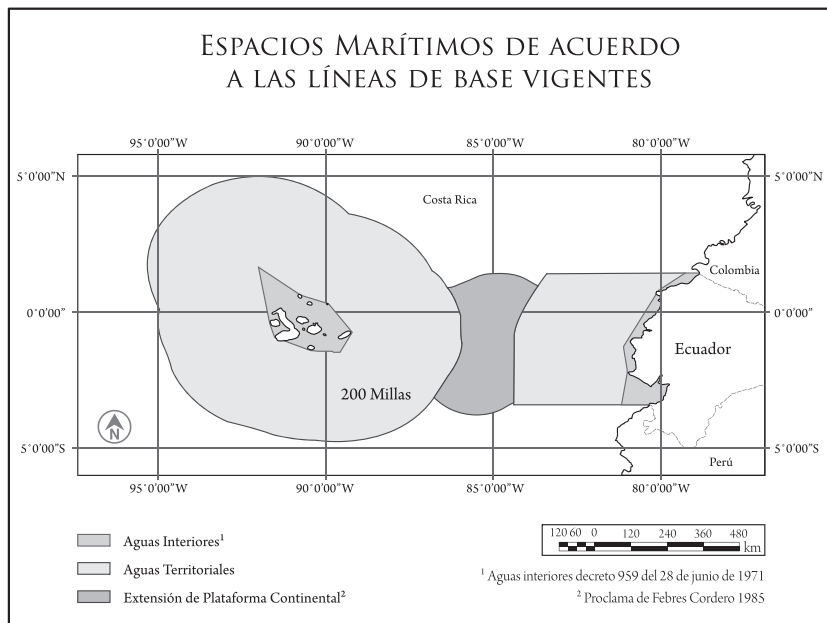 Espacios Marítimos de acuerdo
a las líneas de base vigentes
95°0'00"W 90°0'00"W 85°0'00"W 80°0'00"W
5°0'00"N 5°0'00"N
Costa Rica
Colombia
0°0'00" 0°0'00"
Ecuador
200 Millas
N
5°0'00"S 5°0'00"S
Perú
95°0'00"W 90°0'00"W 85°0'00"W 80°0'00"W
Aguas Interiores¹
Aguas Territoriales
Extensión de Plataforma Continental²
120 60 0 120 240 360 480
km
¹ Aguas interiores decreto 959 del 28 de junio de 1971
² Proclama de Febres Cordero 1985